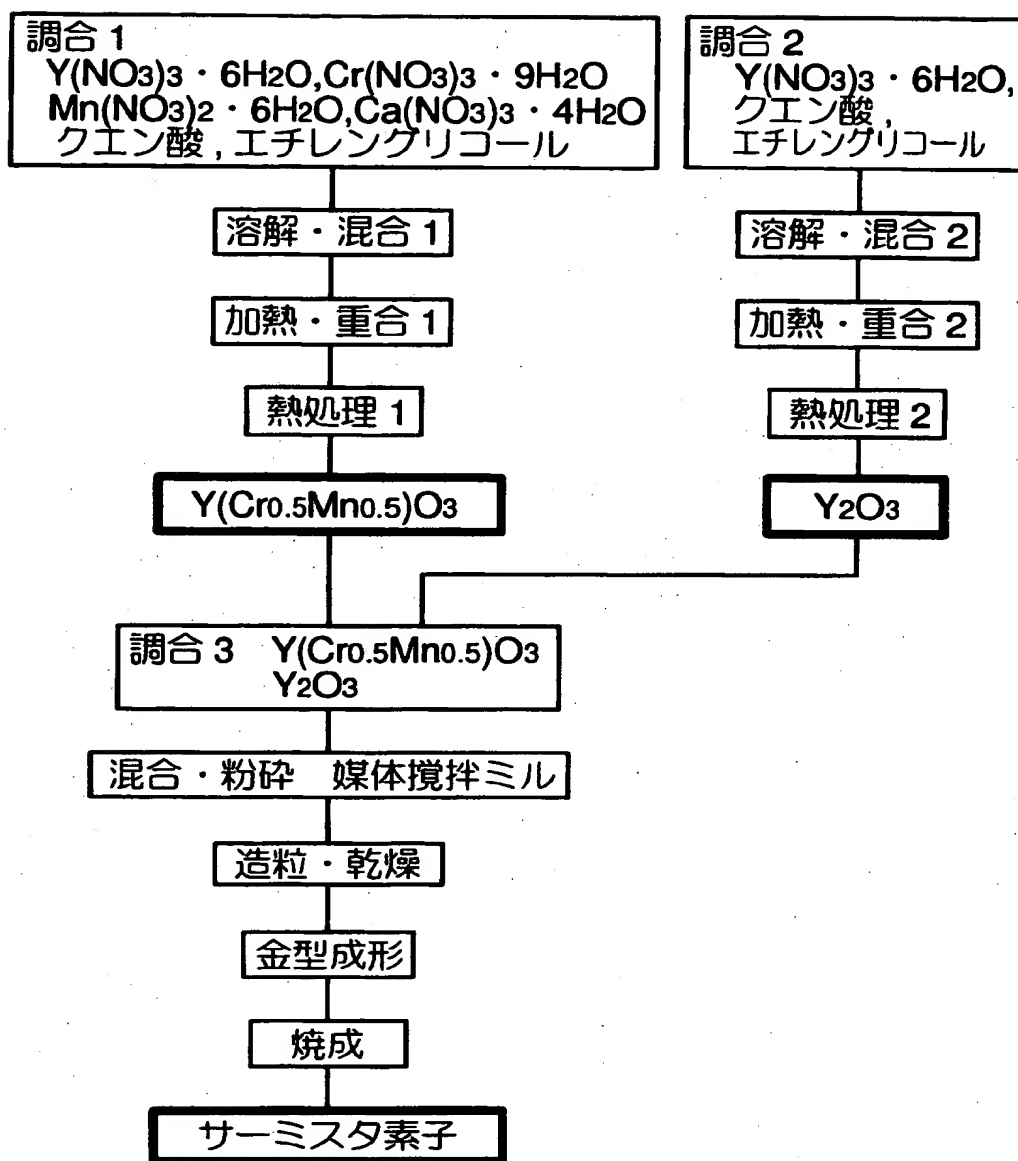 調合 1
Y(NO3)3・6H2O,Cr(NO3)3・9H2O
Mn(NO3)2・6H2O,Ca(NO3)3・4H2O
クエン酸 , エチレングリコール
調合 2
Y(NO3)3・6H2O,
クエン酸 ,
エチレングリコール
溶解・混合 1
溶解・混合 2
加熱・重合 1
加熱・重合 2
熱処理 1
熱処理 2
Y(Cr0.5Mn0.5)O3
Y2O3
調合 3 Y(Cr0.5Mn0.5)O3
Y2O3
混合・粉砕 媒体撹拌ミル
造粒・乾燥
金型成形
焼成
サーミスタ素子